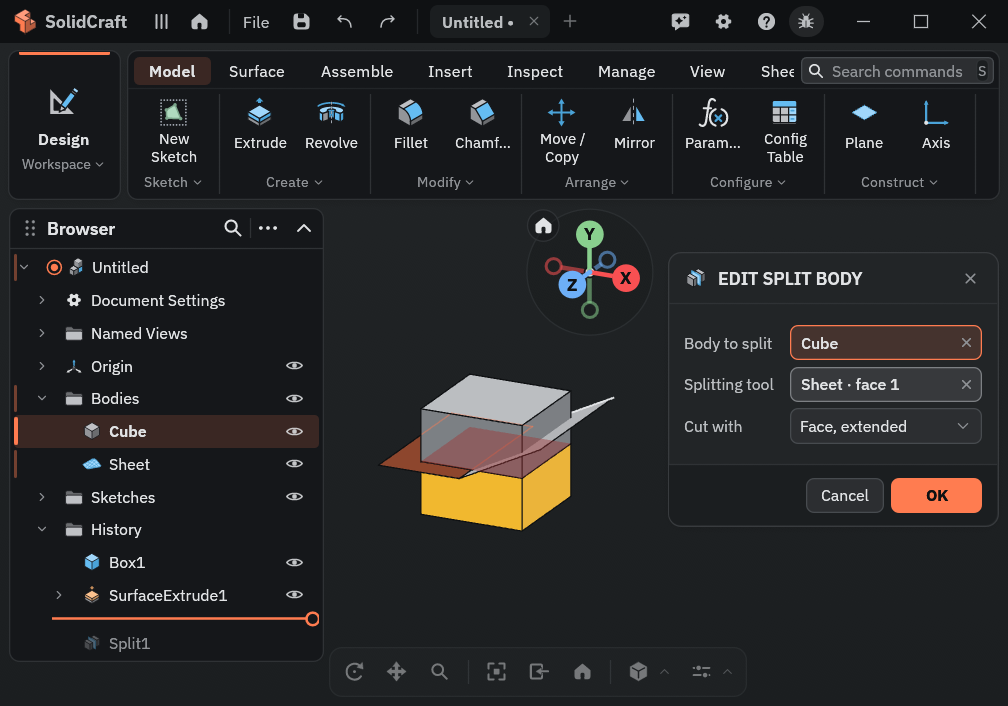 SolidCraft
File
Untitled •
Design
Workspace
Model
Surface
Assemble
Insert
Inspect
Manage
View
Shee
Search commands
S
New
Sketch
Extrude
Revolve
Fillet
Chamf...
Move /
Copy
Mirror
Param...
Config
Table
Plane
Axis
Sketch
Create
Modify
Arrange
Configure
Construct
Browser
Untitled
Document Settings
Named Views
Origin
Bodies
Cube
Sheet
Sketches
History
Box1
SurfaceExtrude1
Split1
Y
X
Z
EDIT SPLIT BODY
Body to split
Cube
Splitting tool
Sheet · face 1
Cut with
Face, extended
Cancel
OK